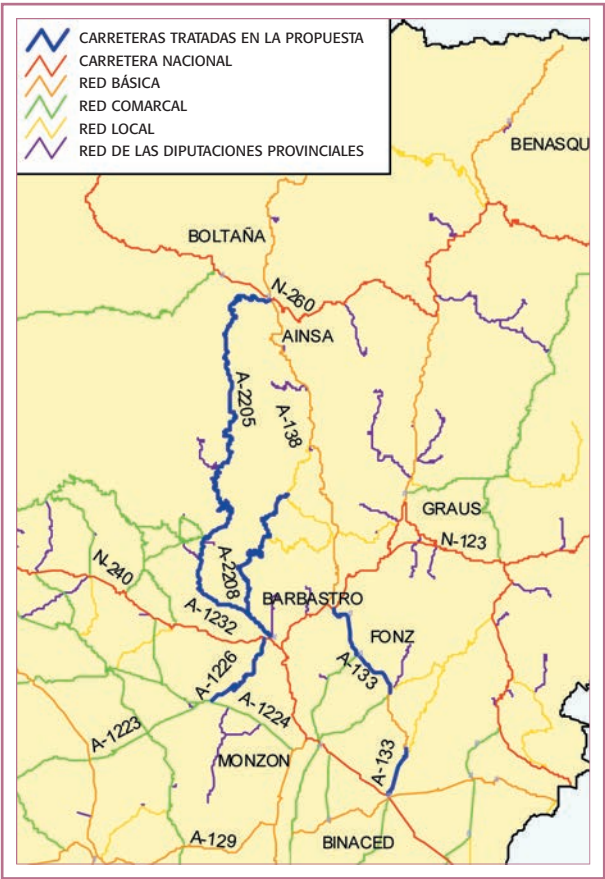 CARRETERAS TRATADAS EN LA PROPUESTA
CARRETERA NACIONAL
RED BÁSICA
RED COMARCAL
RED LOCAL
RED DE LAS DIPUTACIONES PROVINCIALES
BENASQU
BOLTAÑA
N-260
AINSA
A-2205
A-138
GRAUS
N-123
N-240
A-2208
BARBASTRO
A-1232
FONZ
A-133
A-1226
A-1224
A-1223
MONZON
A-133
A-129
BINACED